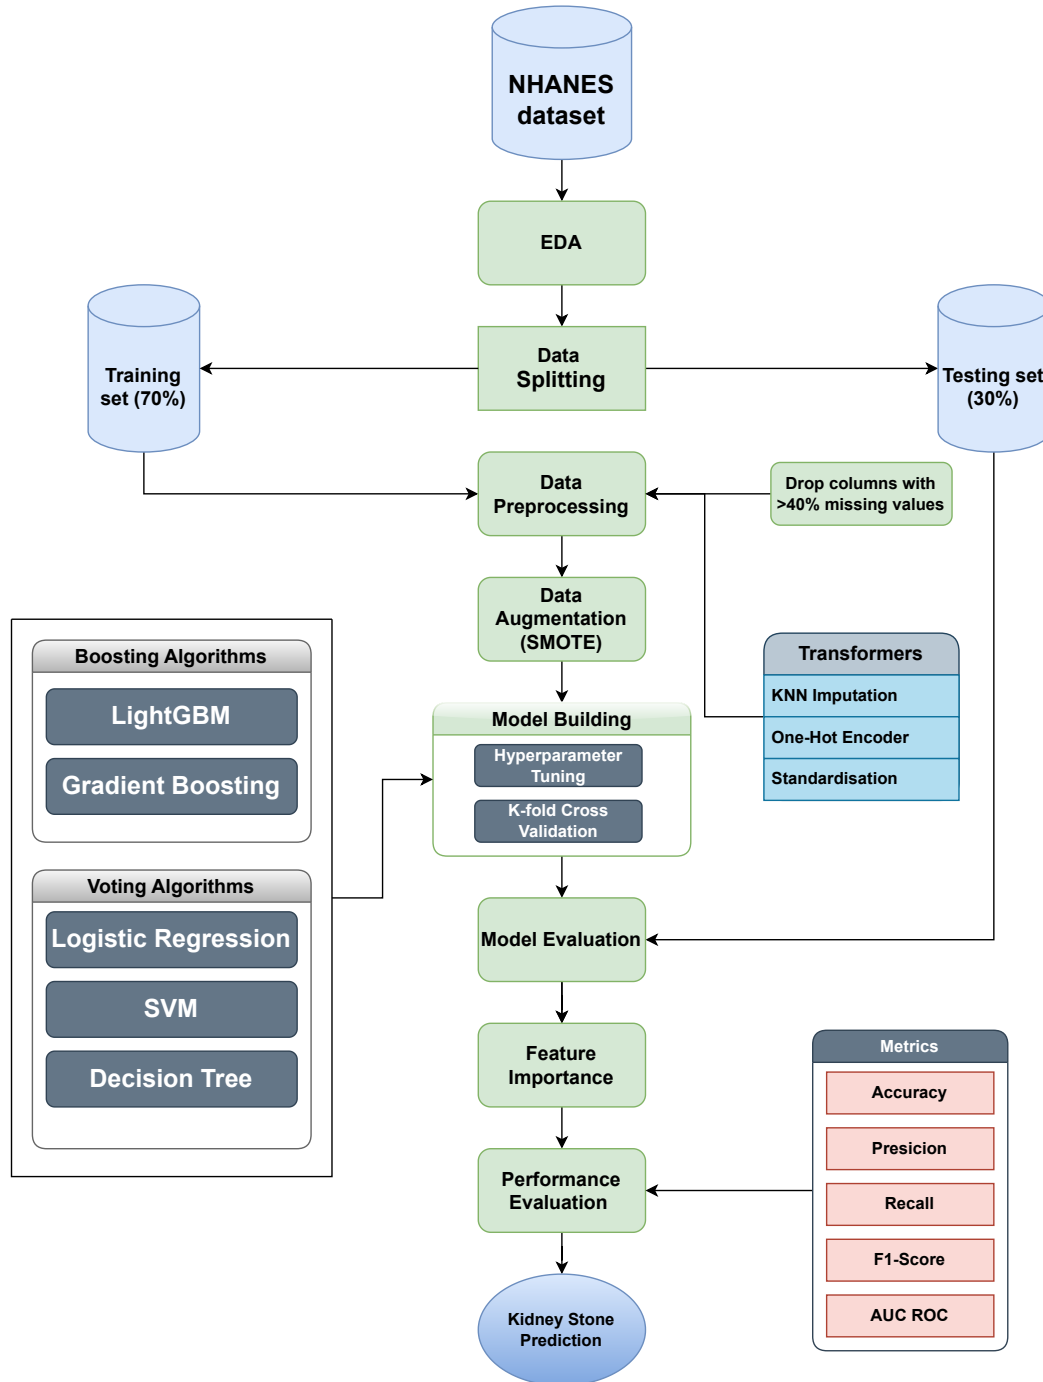 NHANES
dataset
EDA
Data
Splitting
Training
set (70%)
Testing set
(30%)
Data
Preprocessing
Drop columns with
>40% missing values
Data
Augmentation
(SMOTE)
Transformers
KNN Imputation
One-Hot Encoder
Standardisation
Boosting Algorithms
LightGBM
Gradient Boosting
Voting Algorithms
Logistic Regression
SVM
Decision Tree
Model Building
Hyperparameter
Tuning
K-fold Cross
Validation
Model Evaluation
Feature
Importance
Performance
Evaluation
Metrics
Accuracy
Presicion
Recall
F1-Score
AUC ROC
Kidney Stone
Prediction